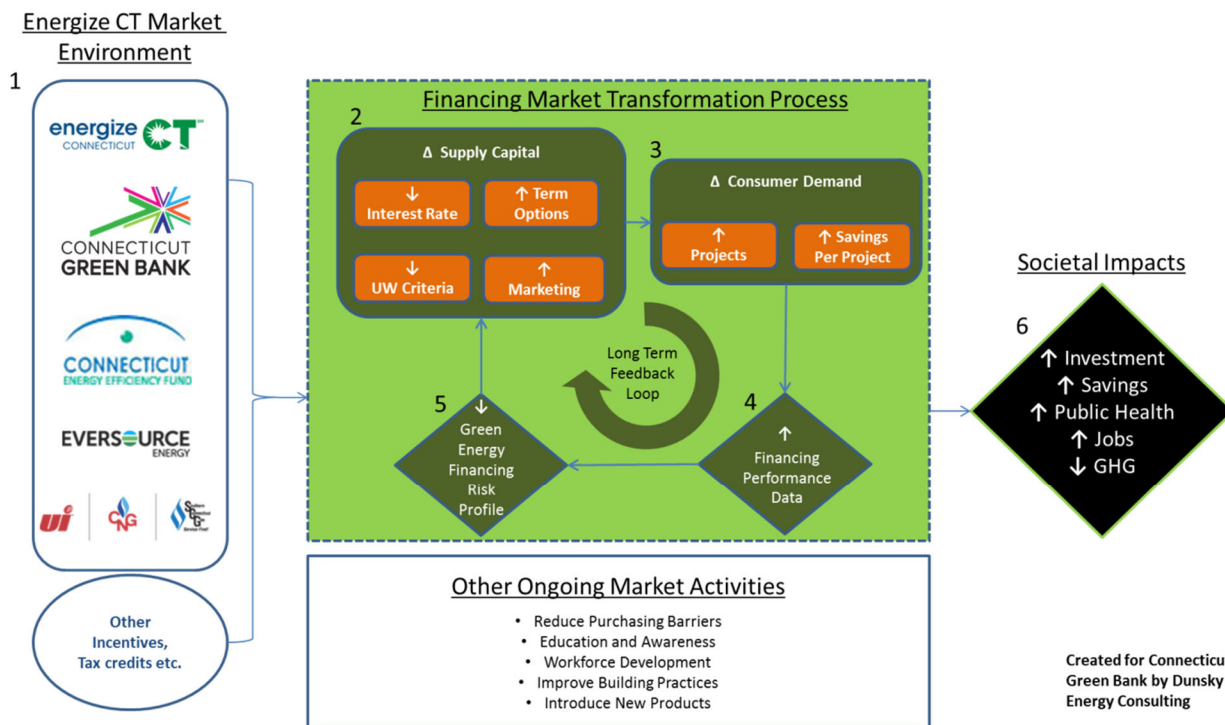 Energize CT Market
Environment
1
energize
CONNECTICUT
CT
SM
CONNECTICUT
GREEN BANK
CONNECTICUT
ENERGY EFFICIENCY FUND
EVERSOURCE
ENERGY
ui
CNG
Other
Incentives,
Tax credits etc.
Financing Market Transformation Process
2
Δ Supply Capital
↓
Interest Rate
↑ Term
Options
↓
UW Criteria
↑
Marketing
3
Δ Consumer Demand
↑
Projects
↑ Savings
Per Project
Long Term
Feedback
Loop
4
↑
Financing
Performance
Data
5
↓
Green
Energy
Financing
Risk
Profile
Other Ongoing Market Activities
• Reduce Purchasing Barriers
• Education and Awareness
• Workforce Development
• Improve Building Practices
• Introduce New Products
Societal Impacts
6
↑ Investment
↑ Savings
↑ Public Health
↑ Jobs
↓ GHG
Created for Connecticu
Green Bank by Dunsky
Energy Consulting